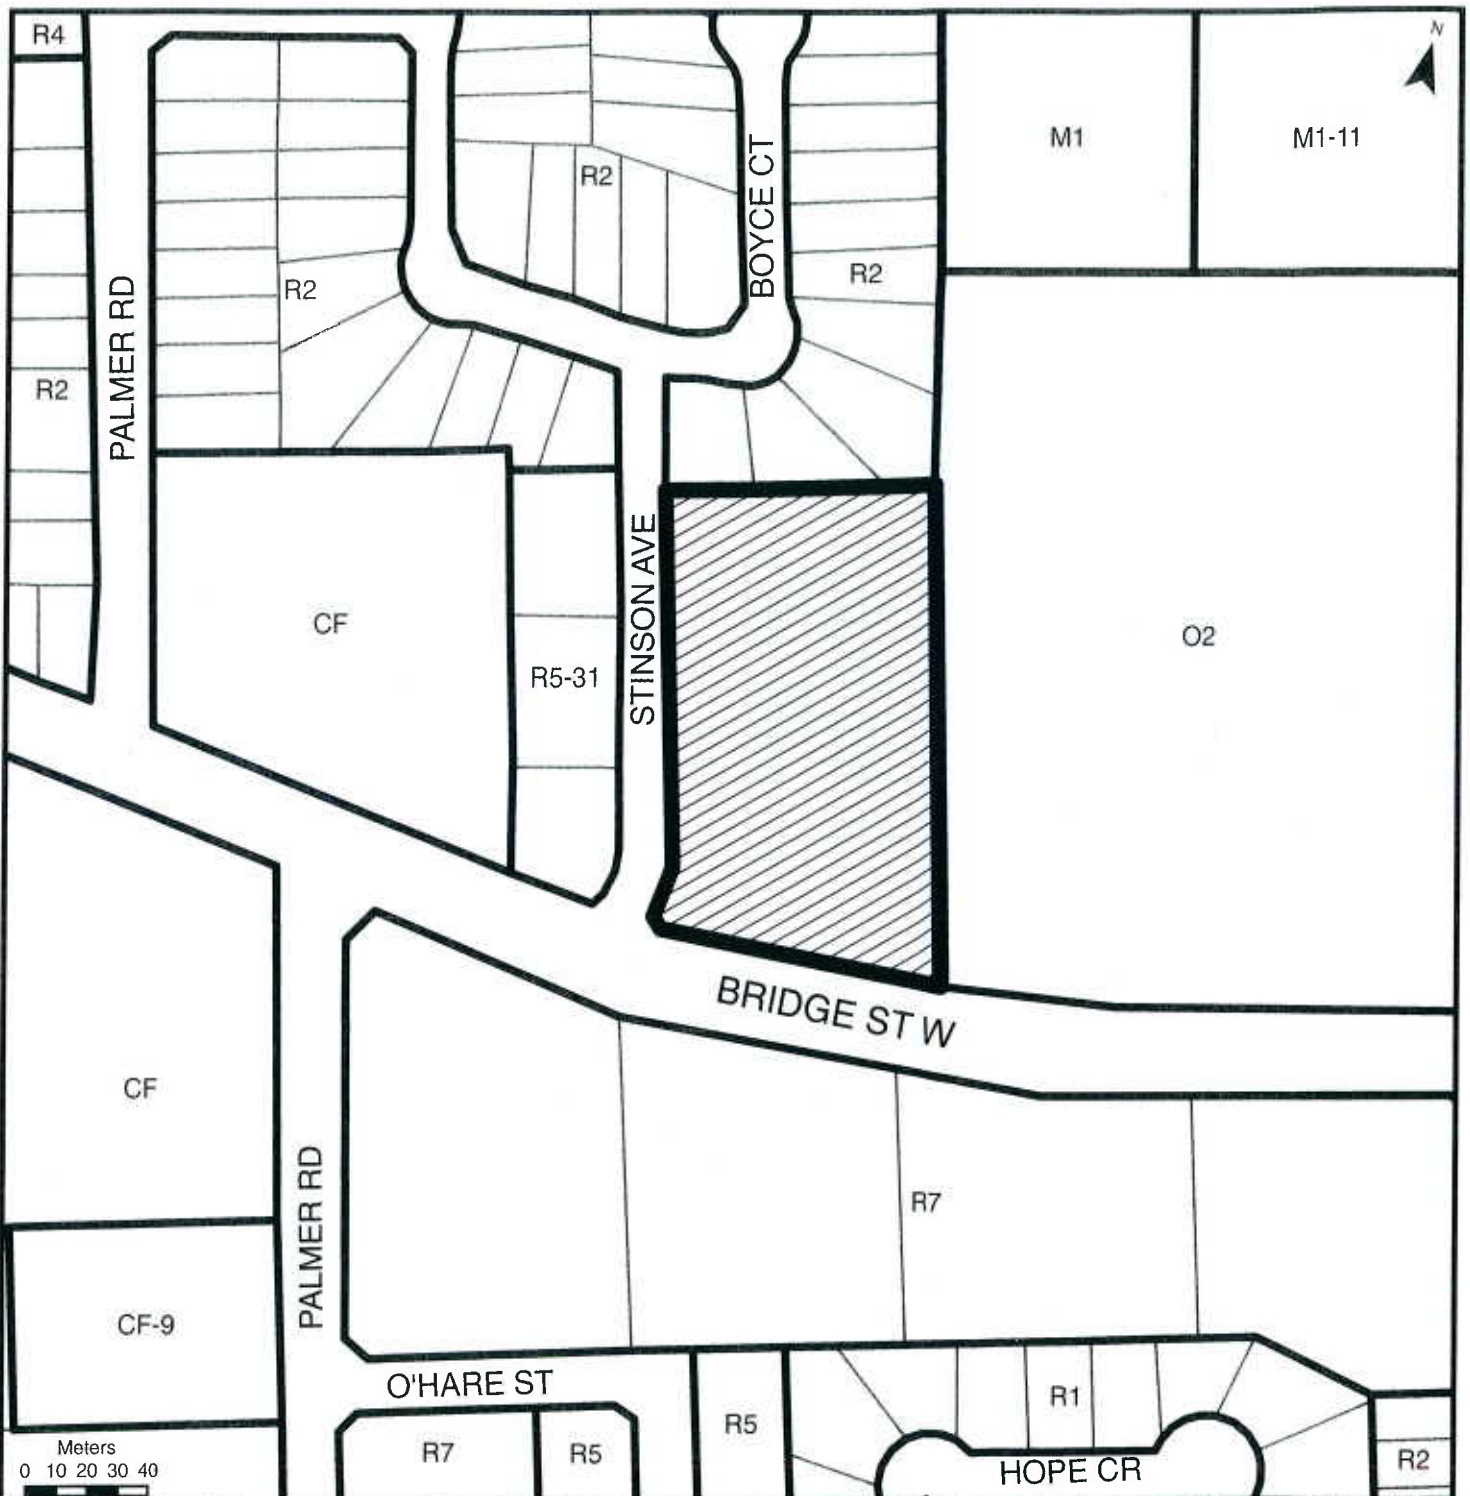 R4
N
M1
M1-11
R2
BOYCE CT
R2
R2
PALMER RD
R2
STINSON AVE
CF
O2
R5-31
BRIDGE ST W
CF
R7
PALMER RD
CF-9
O'HARE ST
R1
R5
R7
R5
HOPE CR
R2
Meters
0 10 20 30 40